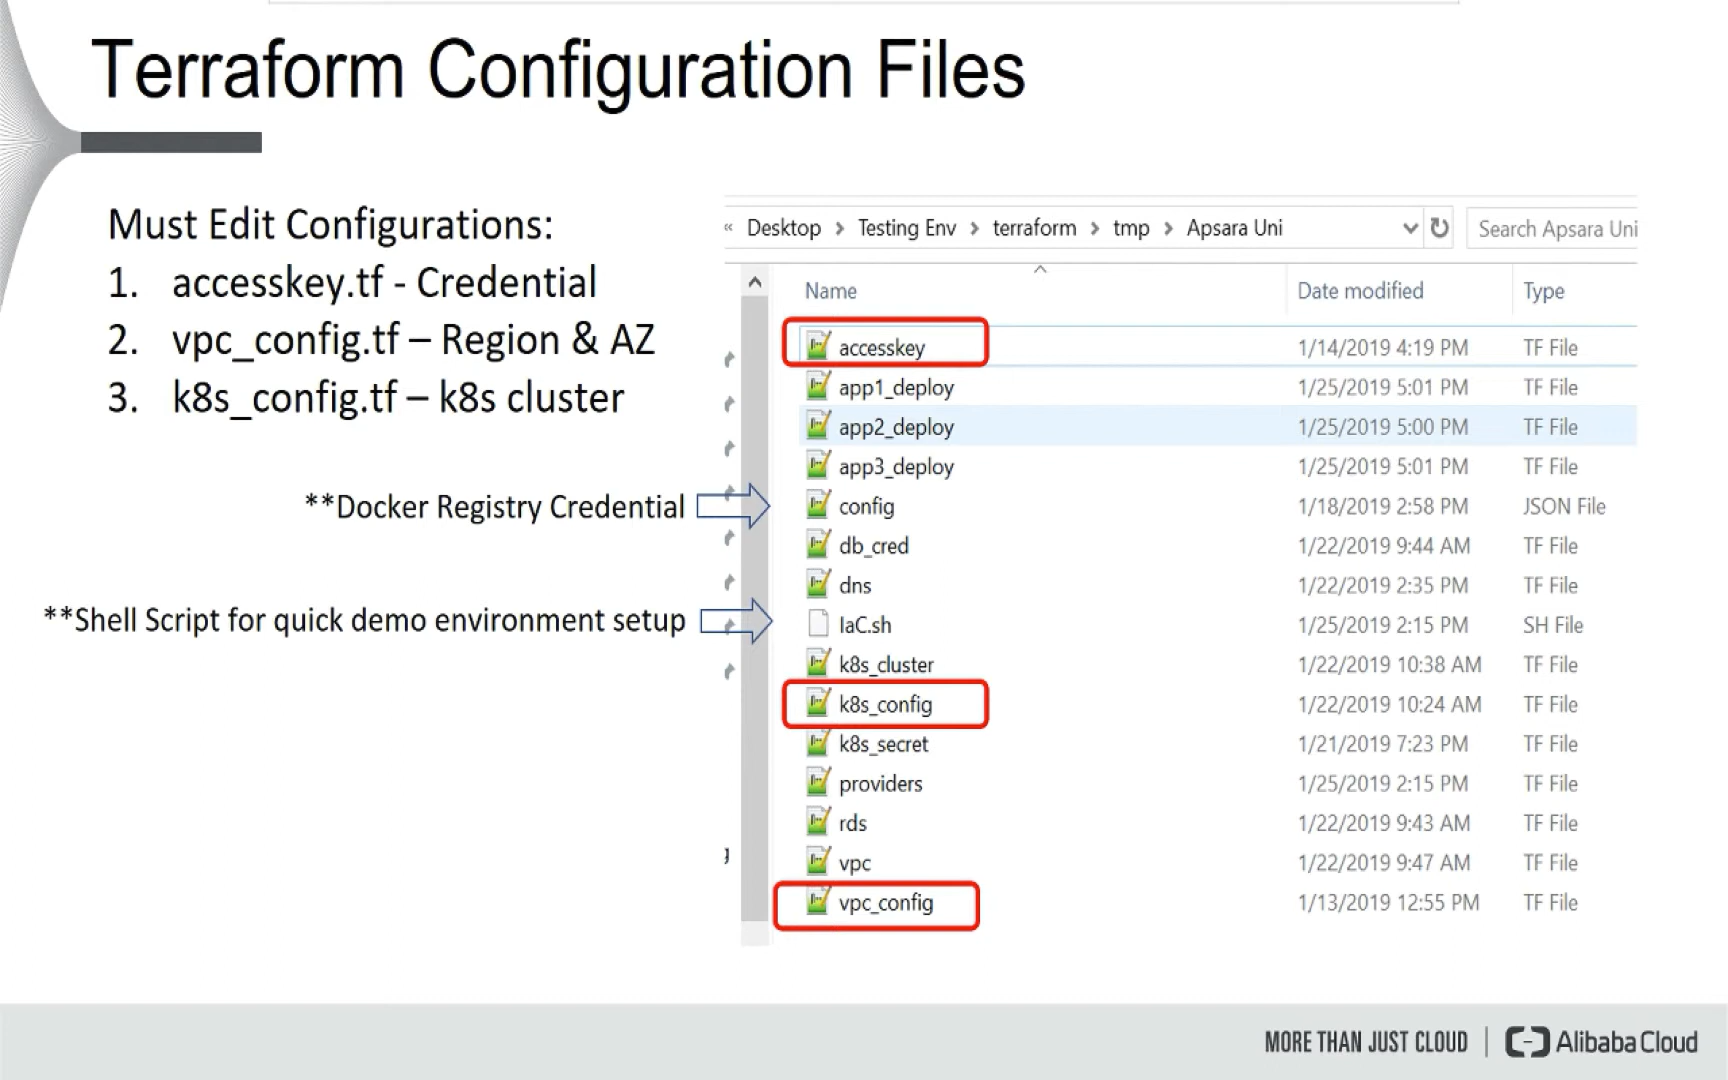 Terraform Configuration Files
Must Edit Configurations:
1. accesskey.tf - Credential
2. vpc_config.tf – Region & AZ
3. k8s_config.tf – k8s cluster
**Docker Registry Credential
**Shell Script for quick demo environment setup
« Desktop > Testing Env > terraform > tmp > Apsara Uni
Search Apsara Uni
Name Date modified Type
accesskey 1/14/2019 4:19 PM TF File
app1_deploy 1/25/2019 5:01 PM TF File
app2_deploy 1/25/2019 5:00 PM TF File
app3_deploy 1/25/2019 5:01 PM TF File
config 1/18/2019 2:58 PM JSON File
db_cred 1/22/2019 9:44 AM TF File
dns 1/22/2019 2:35 PM TF File
IaC.sh 1/25/2019 2:15 PM SH File
k8s_cluster 1/22/2019 10:38 AM TF File
k8s_config 1/22/2019 10:24 AM TF File
k8s_secret 1/21/2019 7:23 PM TF File
providers 1/25/2019 2:15 PM TF File
rds 1/22/2019 9:43 AM TF File
vpc 1/22/2019 9:47 AM TF File
vpc_config 1/13/2019 12:55 PM TF File
MORE THAN JUST CLOUD | Alibaba Cloud